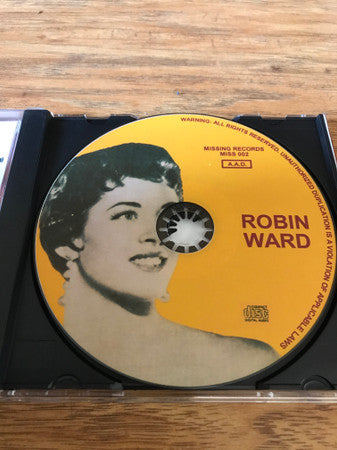 WARNING: ALL RIGHTS RESERVED. UNAUTHORIZED DUPLICATION IS A VIOLATION OF APPLICABLE LAWS
MISSING RECORDS
MISS 002
A.A.D.
ROBIN
WARD
COMPACT
disc
DIGITAL AUDIO